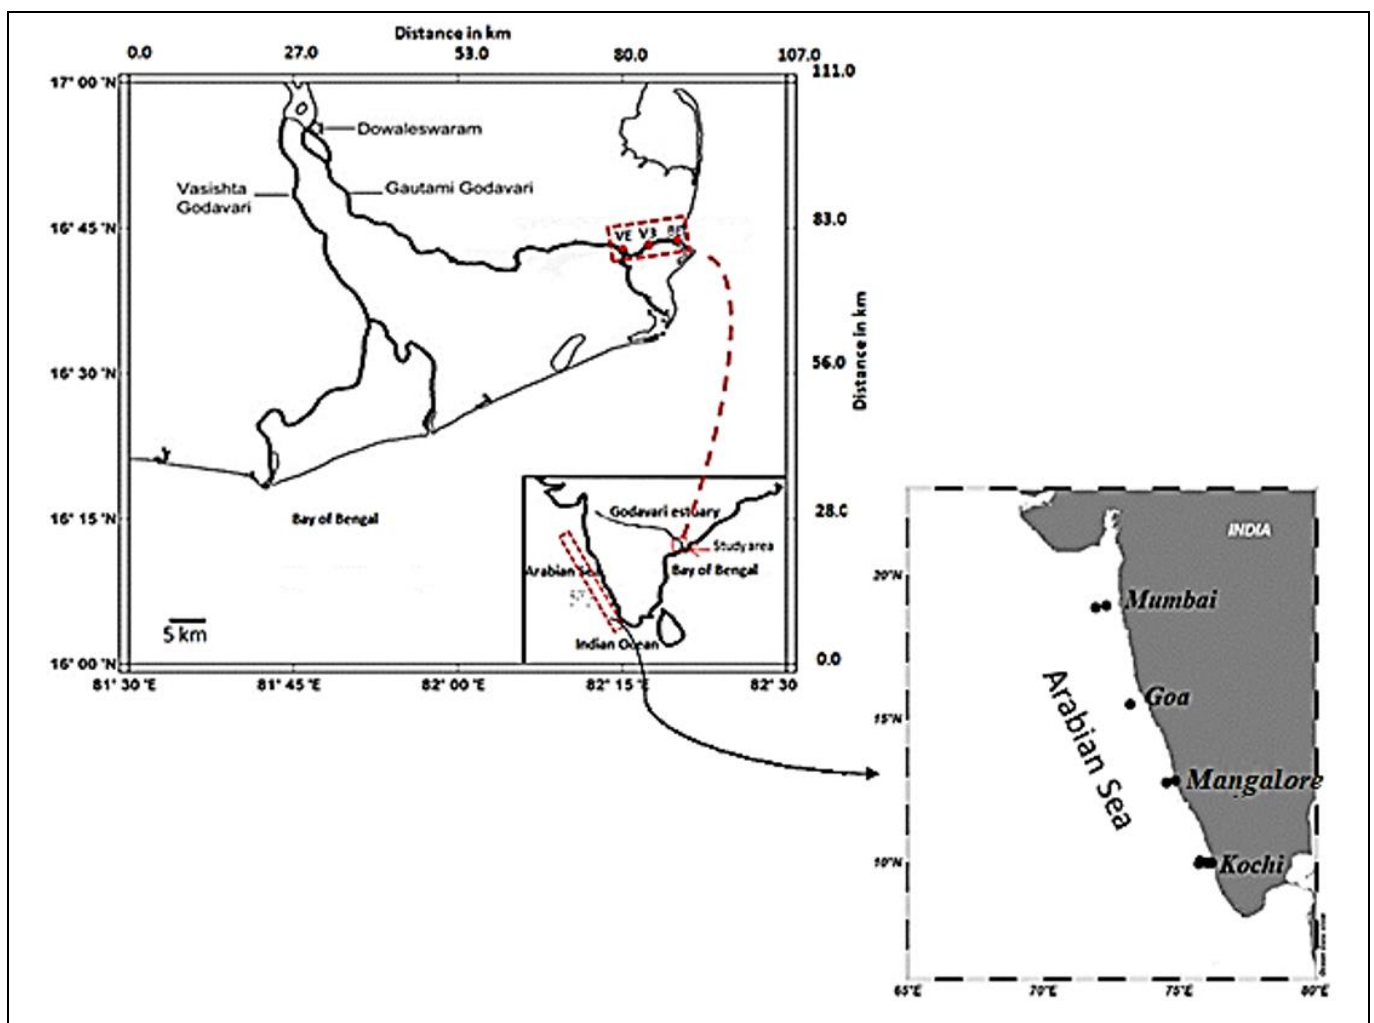 Distance in km
0.0 27.0 53.0 80.0 107.0
111.0
17° 00 'N
Dowaleswaram
Vasishta
Godavari
Gautami Godavari
83.0
16° 45 'N
VE V3
Distance in km
56.0
16° 30 'N
28.0
16° 15 'N
Bay of Bengal
Godavari estuary
Study area
Arabian Sea
Bay of Bengal
5 km
Indian Ocean
16° 00 'N
0.0
81° 30 'E 81° 45 'E 82° 00 'E 82° 15 'E 82° 30
INDIA
20°N
Mumbai
Arabian Sea
Goa
15°N
Mangalore
10°N
Kochi
65°E 70°E 75°E 80°E